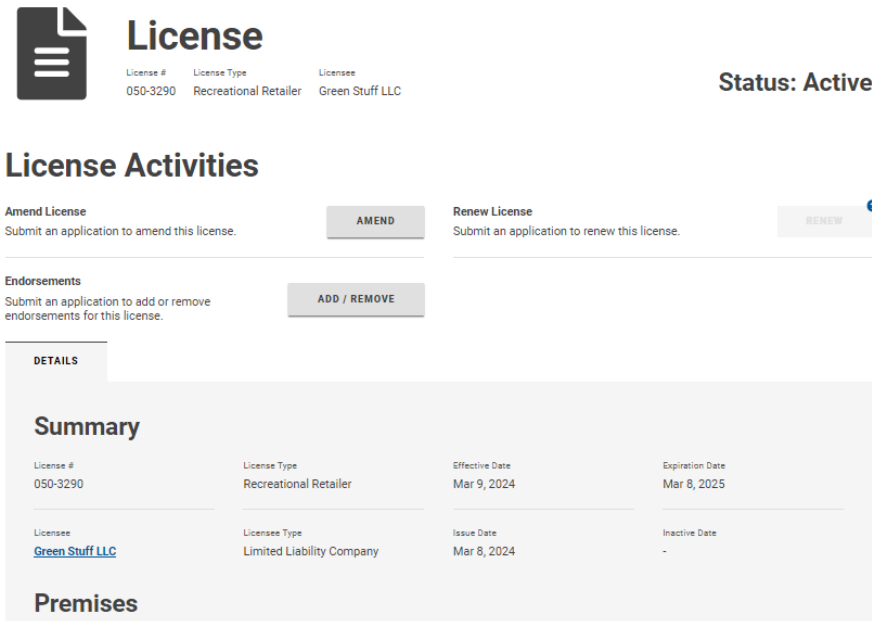 License
License # License Type Licensee
050-3290 Recreational Retailer Green Stuff LLC
Status: Active
License Activities
Amend License
Submit an application to amend this license.
AMEND
Renew License
Submit an application to renew this license.
RENEW
Endorsements
Submit an application to add or remove
endorsements for this license.
ADD / REMOVE
DETAILS
Summary
License # License Type Effective Date Expiration Date
050-3290 Recreational Retailer Mar 9, 2024 Mar 8, 2025
Licensee Licensee Type Issue Date Inactive Date
Green Stuff LLC Limited Liability Company Mar 8, 2024 -
Premises